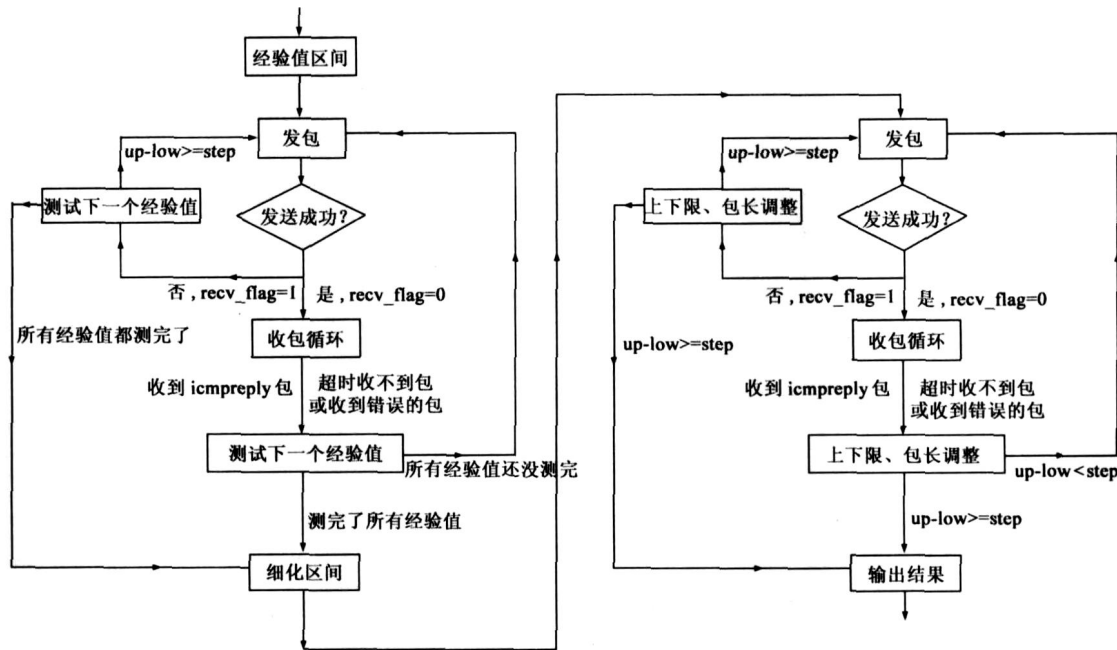 经验值区间
发包
up-low>=step
测试下一个经验值
发送成功?
否,recv_flag=1
是,recv_flag=0
所有经验值都测完了
收包循环
收到 icmpreply 包
超时收不到包
或收到错误的包
测试下一个经验值
所有经验值还没测完
测完了所有经验值
细化区间
发包
up-low>=step
上下限、包长调整
发送成功?
否,recv_flag=1
是,recv_flag=0
up-low>=step
收包循环
收到 icmpreply 包
超时收不到包
或收到错误的包
上下限、包长调整
up-low<step
up-low>=step
输出结果